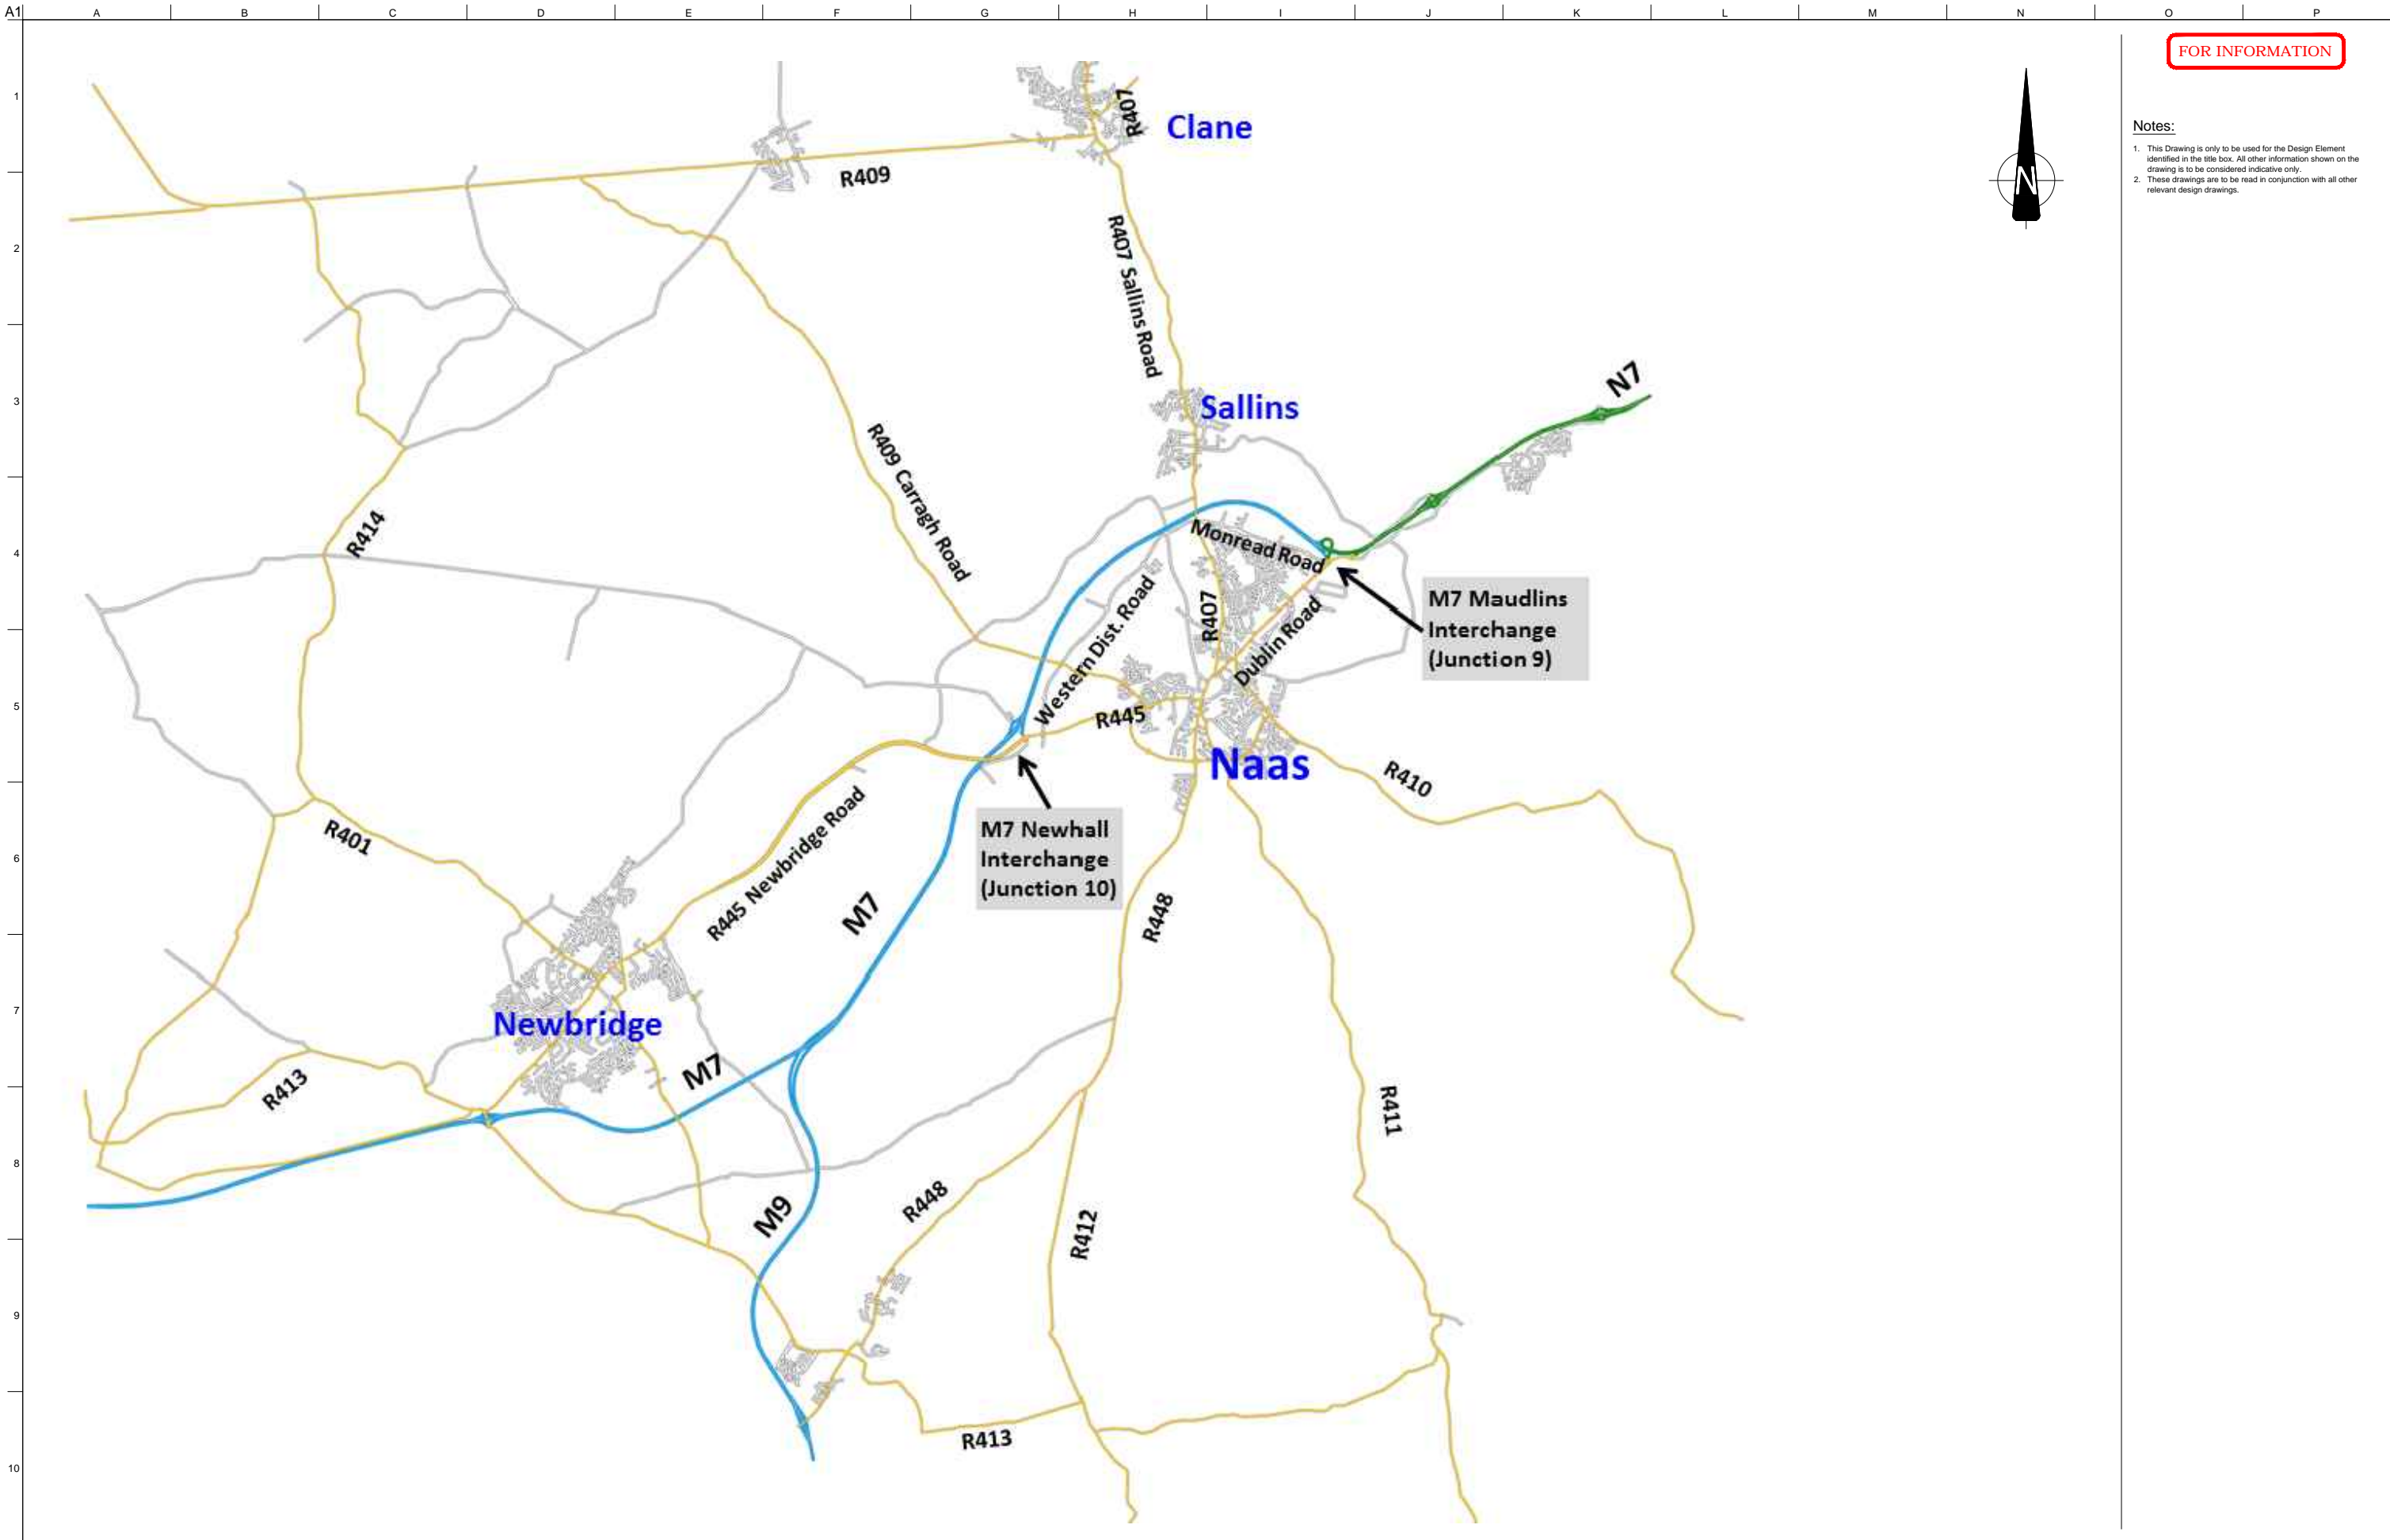 A1
A B C D E F G H I J K L M N O P
FOR INFORMATION
N
Notes:
1. This Drawing is only to be used for the Design Element
identified in the title box. All other information shown on the
drawing is to be considered indicative only.
2. These drawings are to be read in conjunction with all other
relevant design drawings.
1
R407
Clane
R409
2
R407 Sallins Road
3
N7
Sallins
R409 Carragh Road
R414
4
Monread Road
Western Dist. Road
R407
Dublin Road
M7 Maudlins
Interchange
(Junction 9)
5
R445
Naas
R410
R401
M7 Newhall
Interchange
(Junction 10)
6
R445 Newbridge Road
M7
R448
7
Newbridge
M7
R413
R411
8
M9
R448
R412
9
R413
10